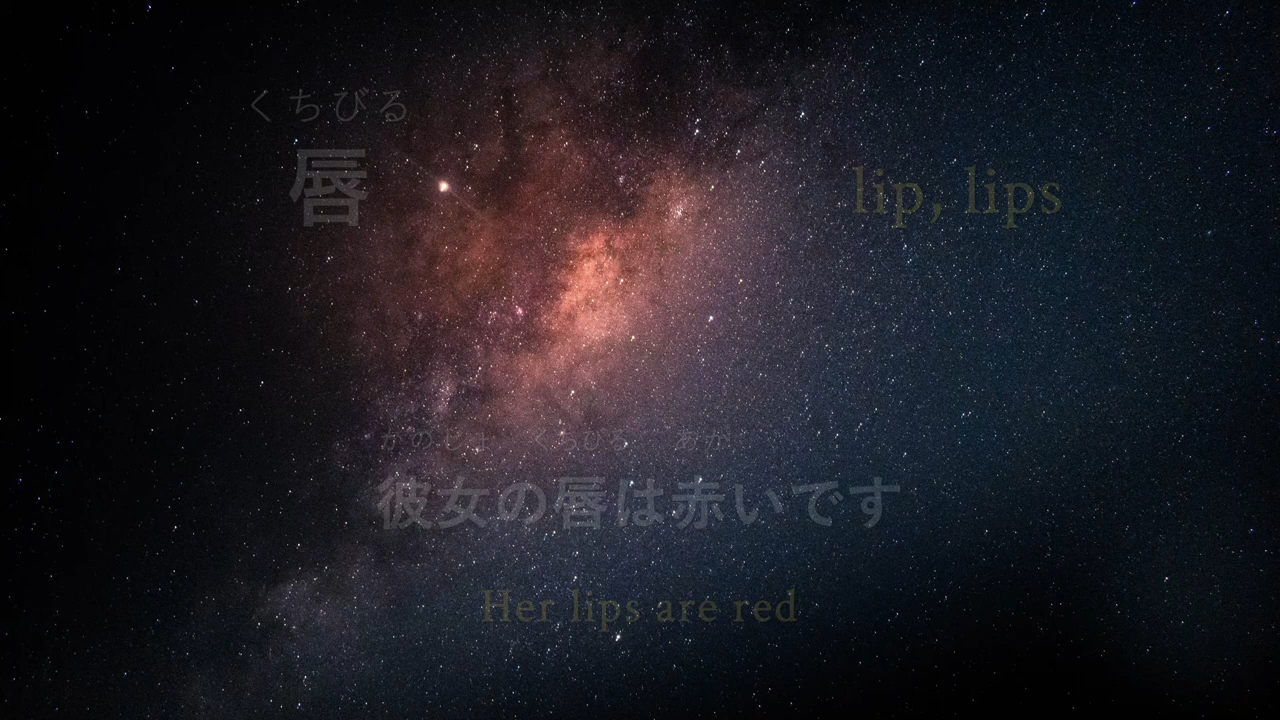 くちびる
唇
lip, lips
かのじょ くちびる あか
彼女の唇は赤いです
Her lips are red